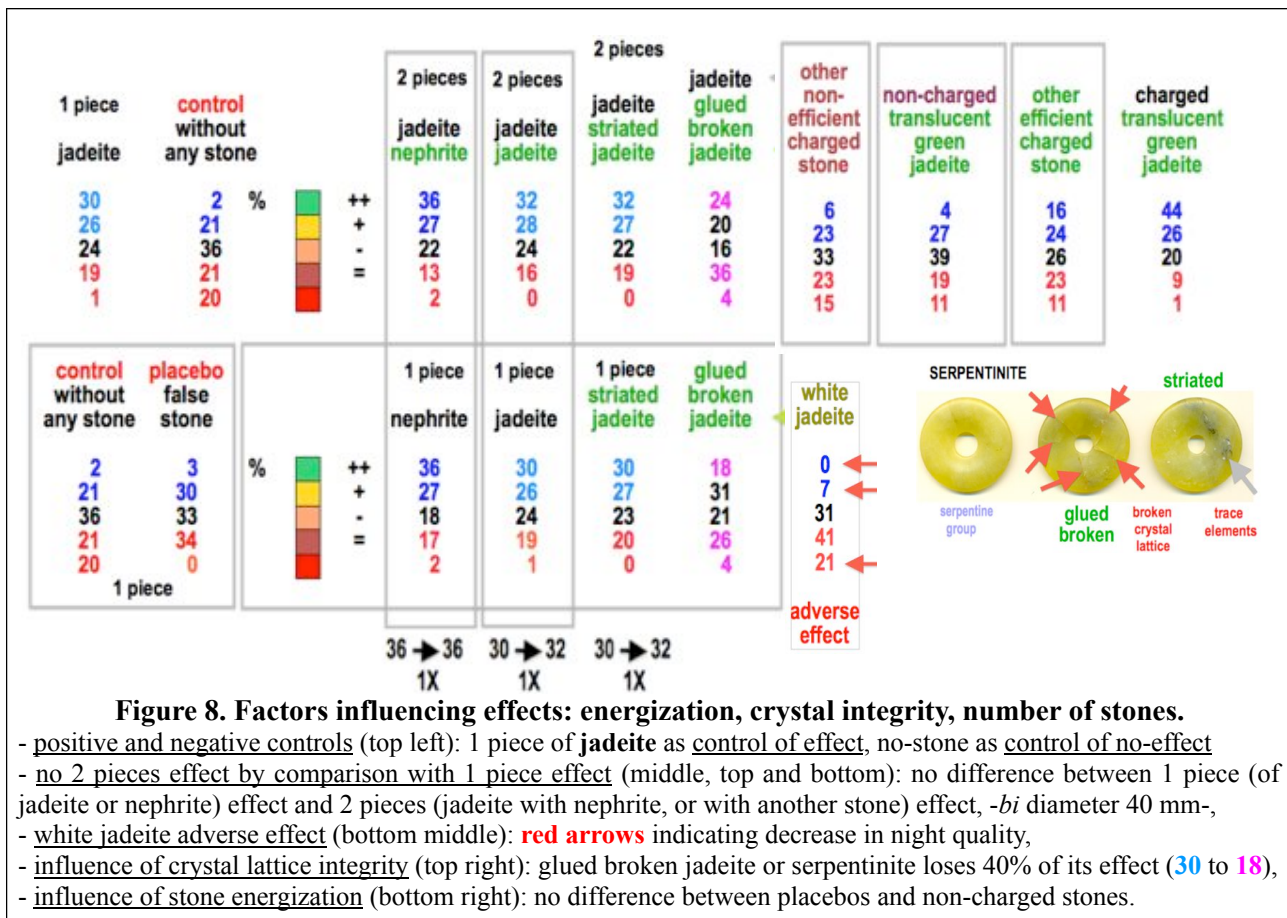 2 pieces
1 piece
jadeite
control
without
any stone
2 pieces
jadeite
nephrite
2 pieces
jadeite
jadeite
jadeite
striated
jadeite
jadeite
glued
broken
jadeite
other
non-
efficient
charged
stone
non-charged
translucent
green
jadeite
other
efficient
charged
stone
charged
translucent
green
jadeite
30 2 % ++ 36 32 32 24 6 4 16 44
26 21 + 27 28 27 20 23 27 24 26
24 36 - 22 24 22 16 33 39 26 20
19 21 = 13 16 19 36 23 19 23 9
1 20 2 0 0 4 15 11 11 1
control
without
any stone
placebo
false
stone
1 piece
nephrite
1 piece
jadeite
1 piece
striated
jadeite
glued
broken
jadeite
white
jadeite
2 3 % ++ 36 30 30 18 0
21 30 + 27 26 27 31 7
36 33 - 18 24 23 21 31
21 34 = 17 19 20 26 41
20 0 2 1 0 4 21
1 piece
adverse
effect
SERPENTINITE
striated
serpentine
group
glued
broken
broken
crystal
lattice
trace
elements
36 → 36 30 → 32 30 → 32
1X 1X 1X
Figure 8. Factors influencing effects: energization, crystal integrity, number of stones.
- positive and negative controls (top left): 1 piece of jadeite as control of effect, no-stone as control of no-effect
- no 2 pieces effect by comparison with 1 piece effect (middle, top and bottom): no difference between 1 piece (of
jadeite or nephrite) effect and 2 pieces (jadeite with nephrite, or with another stone) effect, -bi diameter 40 mm-,
- white jadeite adverse effect (bottom middle): red arrows indicating decrease in night quality,
- influence of crystal lattice integrity (top right): glued broken jadeite or serpentinite loses 40% of its effect (30 to 18),
- influence of stone energization (bottom right): no difference between placebos and non-charged stones.